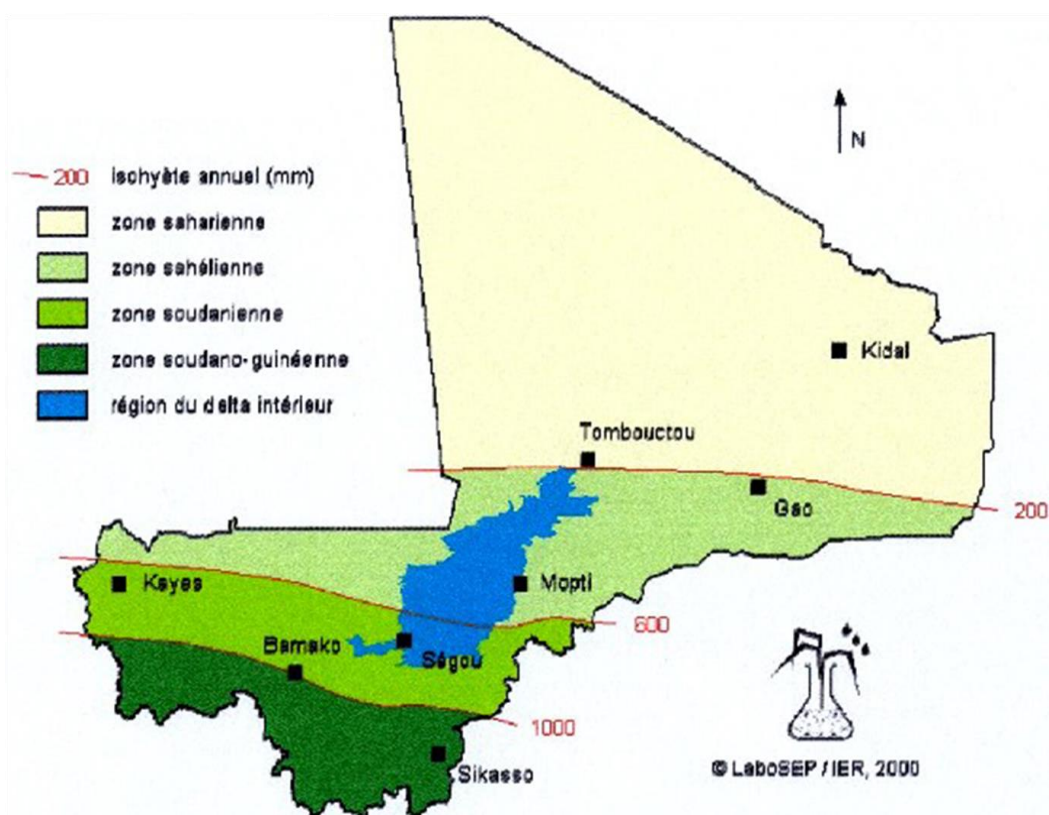 N
200 isohyète annuel (mm)
zone saharienne
zone sahélienne
zone soudanienne
zone soudano-guinéenne
région du delta intérieur
Kidal
Tombouctou
Gao
200
Kayes
Mopti
600
Bamako
Ségou
1000
Sikasso
© LaboSEP / IER, 2000